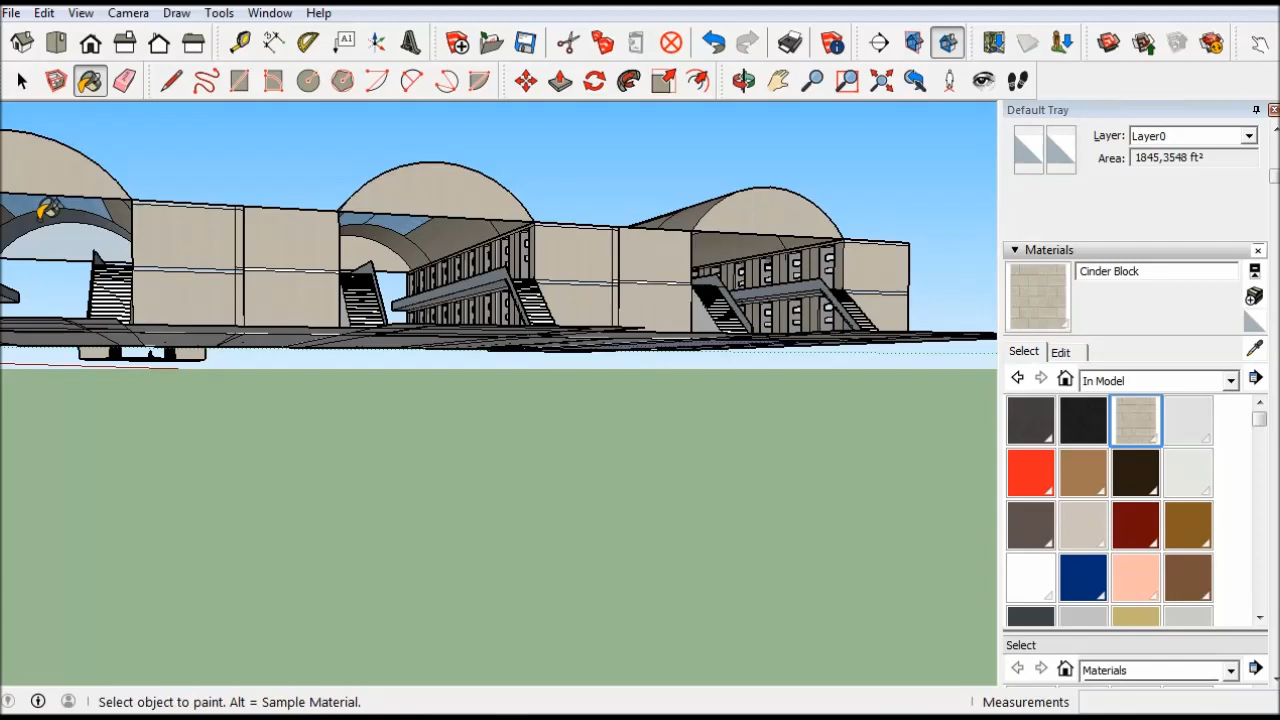 File Edit View Camera Draw Tools Window Help
A1
Default Tray
Layer: Layer0
Area: 1845,3548 ft²
Materials
Cinder Block
Select Edit
In Model
Select
Materials
Select object to paint. Alt = Sample Material.
Measurements